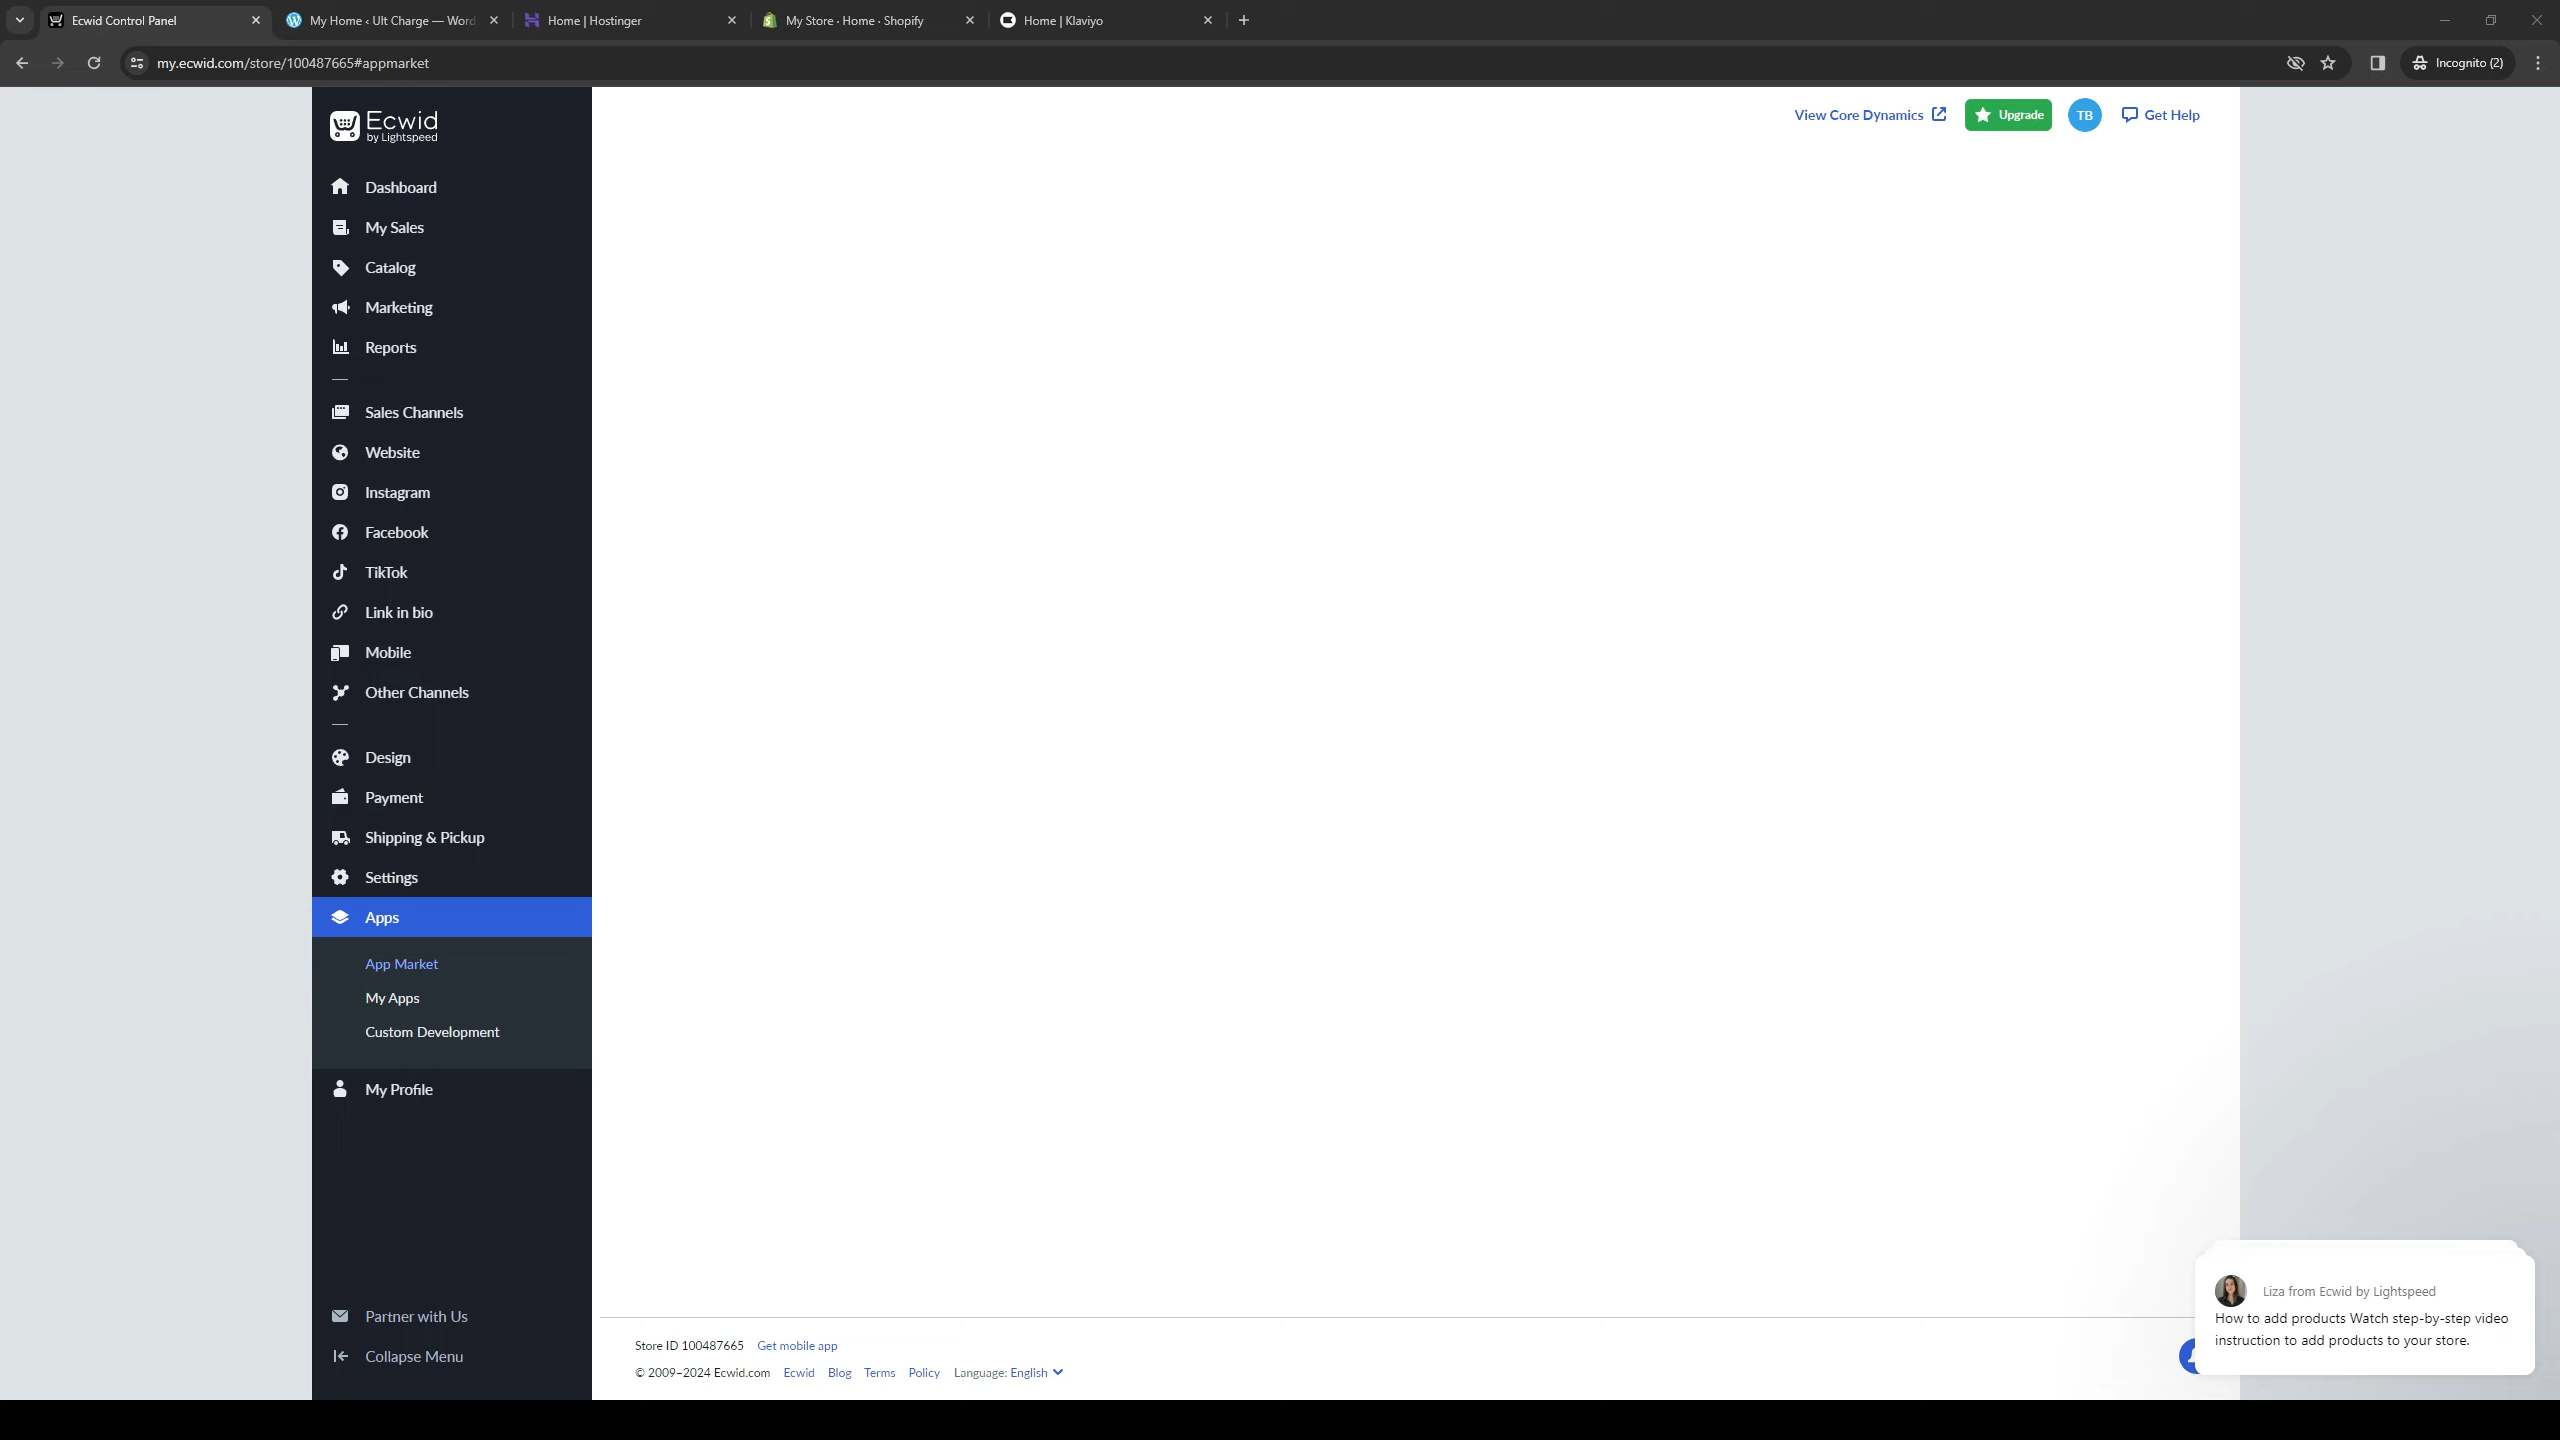 Ecwid Control Panel
My Home ‹ Ult Charge — Word
Home | Hostinger
My Store · Home · Shopify
Home | Klaviyo
my.ecwid.com/store/100487665#appmarket
Incognito (2)
Ecwid
by Lightspeed
View Core Dynamics
Upgrade
TB
Get Help
Dashboard
My Sales
Catalog
Marketing
Reports
Sales Channels
Website
Instagram
Facebook
TikTok
Link in bio
Mobile
Other Channels
Design
Payment
Shipping & Pickup
Settings
Apps
App Market
My Apps
Custom Development
My Profile
Partner with Us
Collapse Menu
Store ID 100487665 Get mobile app
© 2009–2024 Ecwid.com Ecwid Blog Terms Policy Language: English
Liza from Ecwid by Lightspeed
How to add products Watch step-by-step video
instruction to add products to your store.